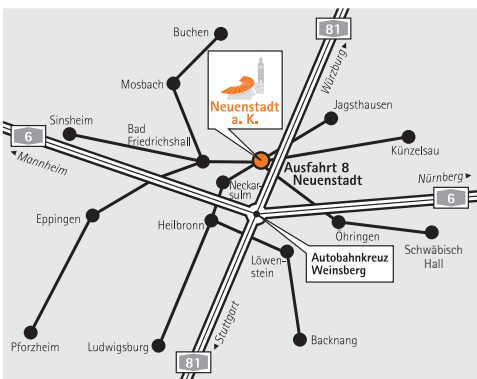 Buchen
81
Würzburg
Mosbach
Neuenstadt
a. K.
Jagsthausen
Sinsheim
6
Bad
Friedrichshall
Künzelsau
Mannheim
Ausfahrt 8
Neuenstadt
Nürnberg
Neckar-
sulm
6
Eppingen
Heilbronn
Öhringen
Schwäbisch
Hall
Löwen-
stein
Autobahnkreuz
Weinsberg
Stuttgart
Pforzheim
Ludwigsburg
Backnang
81